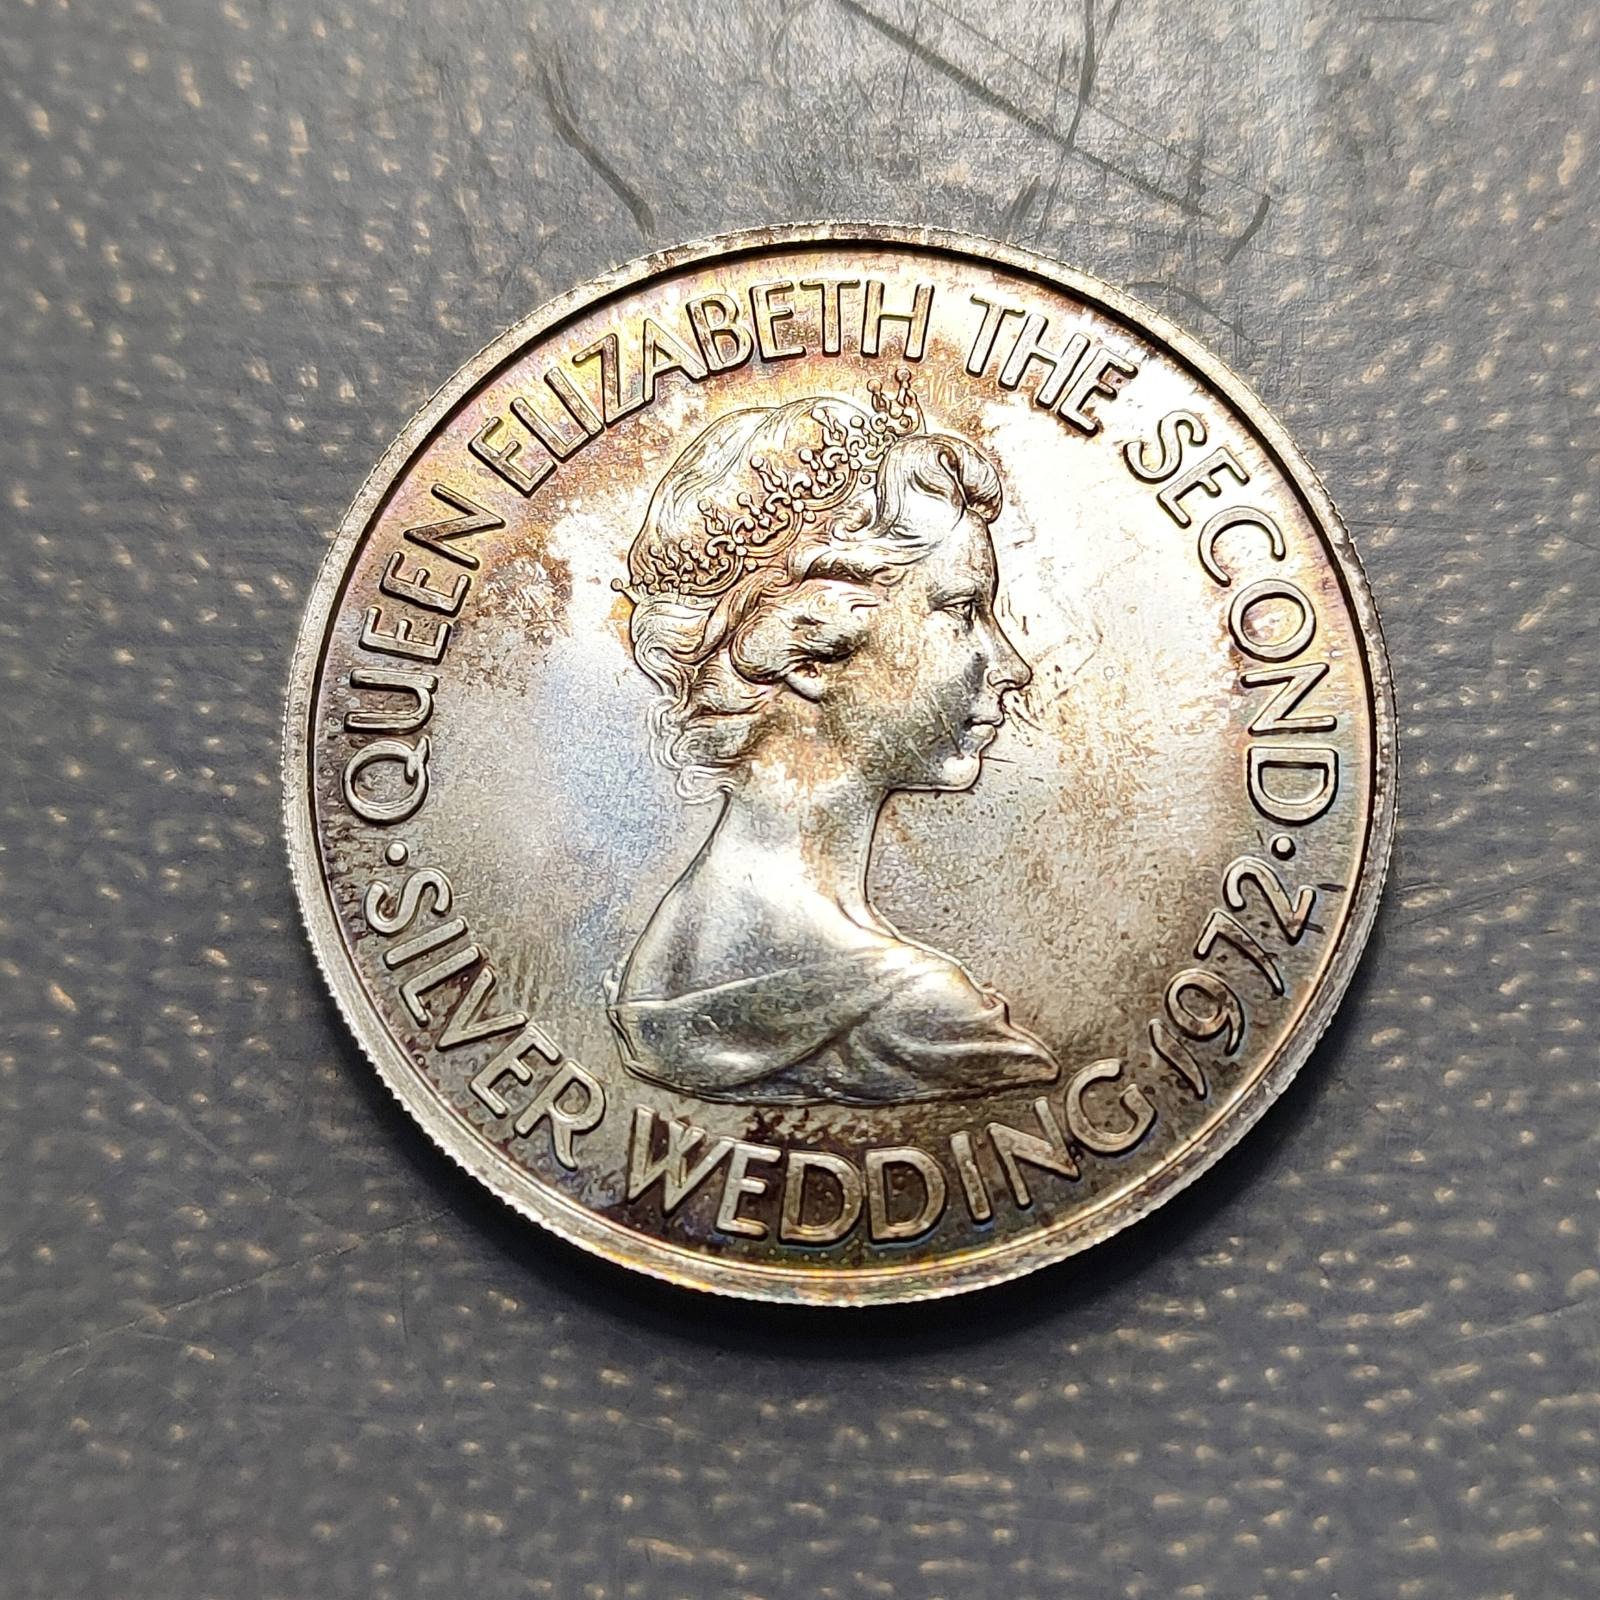 ·QUEEN ELIZABETH THE SECOND·
SILVER WEDDING 1972